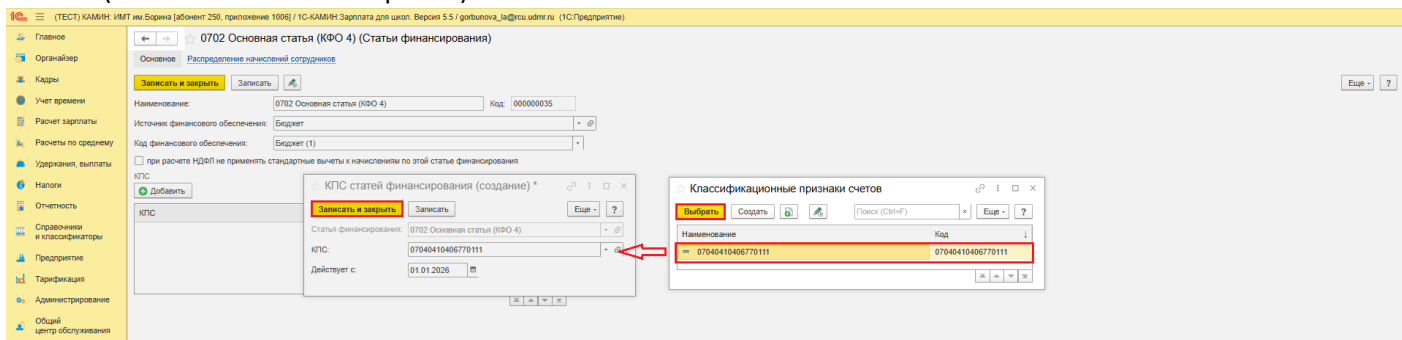 (ТЕСТ) КАМИН: ИМТ им.Борина [абонент 250, приложение 1006] / 1С-КАМИН:Зарплата для школ. Версия 5.5 / gorbunova_la@rcu.udmr.ru (1С:Предприятие)
Главное
Органайзер
Кадры
Учет времени
Расчет зарплаты
Расчеты по среднему
Удержания, выплаты
Налоги
Отчетность
Справочники
и классификаторы
Предприятие
Тарификация
Администрирование
Общий
центр обслуживания
0702 Основная статья (КФО 4) (Статьи финансирования)
Основное Распределение начислений сотрудников
Записать и закрыть Записать Еще ?
Наименование: 0702 Основная статья (КФО 4) Код: 000000035
Источник финансового обеспечения: Бюджет
Код финансового обеспечения: Бюджет (1)
при расчете НДФЛ не применять стандартные вычеты к начислениям по этой статье финансирования
КПС
Добавить
КПС
КПС статей финансирования (создание) *
Записать и закрыть Записать Еще ?
Статья финансирования: 0702 Основная статья (КФО 4)
КПС: 07040410406770111
Действует с: 01.01.2026
Классификационные признаки счетов
Выбрать Создать Поиск (Ctrl+F) × Еще ?
Наименование Код ↓
07040410406770111 07040410406770111